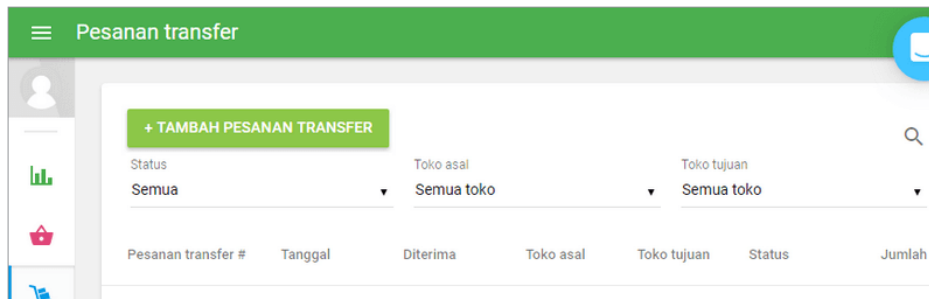 Pesanan transfer
+ TAMBAH PESANAN TRANSFER
Status Toko asal Toko tujuan
Semua Semua toko Semua toko
Pesanan transfer # Tanggal Diterima Toko asal Toko tujuan Status Jumlah